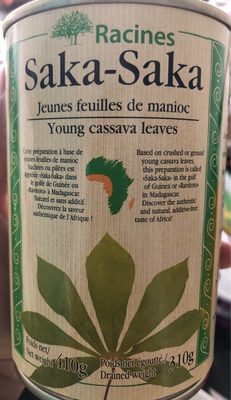 Racines
Saka-Saka
Jeunes feuilles de manioc
Young cassava leaves
Cette préparation à base de
jeunes feuilles de manioc
hachées ou pilées est
appelée «Saka-Saka» dans
le golfe de Guinée ou
«Ravitoto» à Madagascar.
Naturel et sans additif.
Découvrez la saveur
authentique de l'Afrique !
Based on crushed or ground
young cassava leaves,
this preparation is called
«Saka-Saka» in the gulf
of Guinea or «Ravitoto»
in Madagascar.
Discover the authentic
and natural, additive-free
taste of Africa!
Poids net/
Net weight 410g
Poids net égoutté/
Drained weight 310g